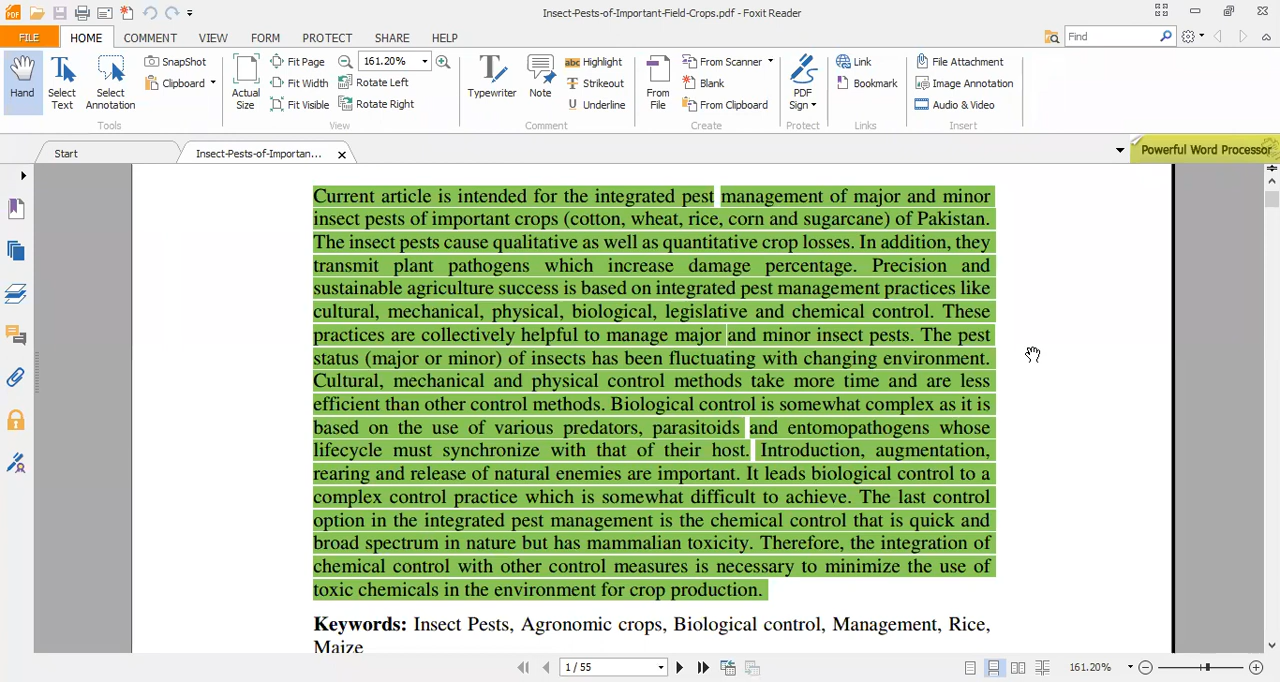 Insect-Pests-of-Important-Field-Crops.pdf - Foxit Reader
FILE HOME COMMENT VIEW FORM PROTECT SHARE HELP Find
Hand
Select Text
Select Annotation
SnapShot
Clipboard
Tools
Actual Size
Fit Page
Fit Width
Fit Visible
161.20%
Rotate Left
Rotate Right
View
Typewriter
Note
abc Highlight
Strikeout
U Underline
Comment
From File
From Scanner
Blank
From Clipboard
Create
PDF Sign
Protect
Link
Bookmark
Links
File Attachment
Image Annotation
Audio & Video
Insert
Start Insect-Pests-of-Importan... Powerful Word Processor
Current article is intended for the integrated pest management of major and minor
insect pests of important crops (cotton, wheat, rice, corn and sugarcane) of Pakistan.
The insect pests cause qualitative as well as quantitative crop losses. In addition, they
transmit plant pathogens which increase damage percentage. Precision and
sustainable agriculture success is based on integrated pest management practices like
cultural, mechanical, physical, biological, legislative and chemical control. These
practices are collectively helpful to manage major and minor insect pests. The pest
status (major or minor) of insects has been fluctuating with changing environment.
Cultural, mechanical and physical control methods take more time and are less
efficient than other control methods. Biological control is somewhat complex as it is
based on the use of various predators, parasitoids and entomopathogens whose
lifecycle must synchronize with that of their host. Introduction, augmentation,
rearing and release of natural enemies are important. It leads biological control to a
complex control practice which is somewhat difficult to achieve. The last control
option in the integrated pest management is the chemical control that is quick and
broad spectrum in nature but has mammalian toxicity. Therefore, the integration of
chemical control with other control measures is necessary to minimize the use of
toxic chemicals in the environment for crop production.
Keywords: Insect Pests, Agronomic crops, Biological control, Management, Rice,
Maize
1 / 55 161.20%